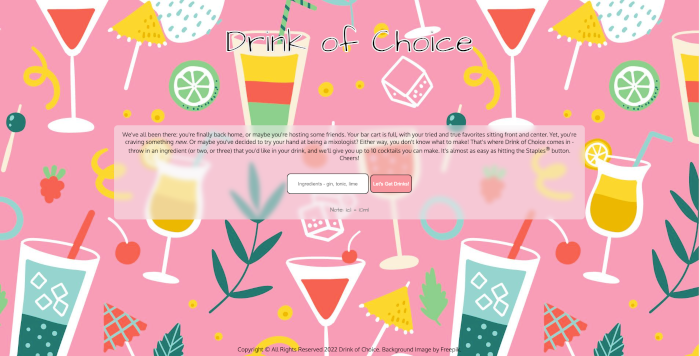 Drink of Choice
We've all been there: you're finally back home, or maybe you're hosting some friends. Your bar cart is full, with your tried and true favorites sitting front and center. Yet, you're
craving something new. Or maybe you've decided to try your hand at being a mixologist? Either way, you don't know what to make! That's where Drink of Choice comes in -
throw in an ingredient (or two, or three) that you'd like in your drink, and we'll give you up to 10 cocktails you can make. It's almost as easy as hitting the Staples® button.
Cheers!
Ingredients - gin, tonic, lime
Let's Get Drinks!
Note:
Copyright © All Rights Reserved 2022 Drink of Choice. Background Image by Freepik